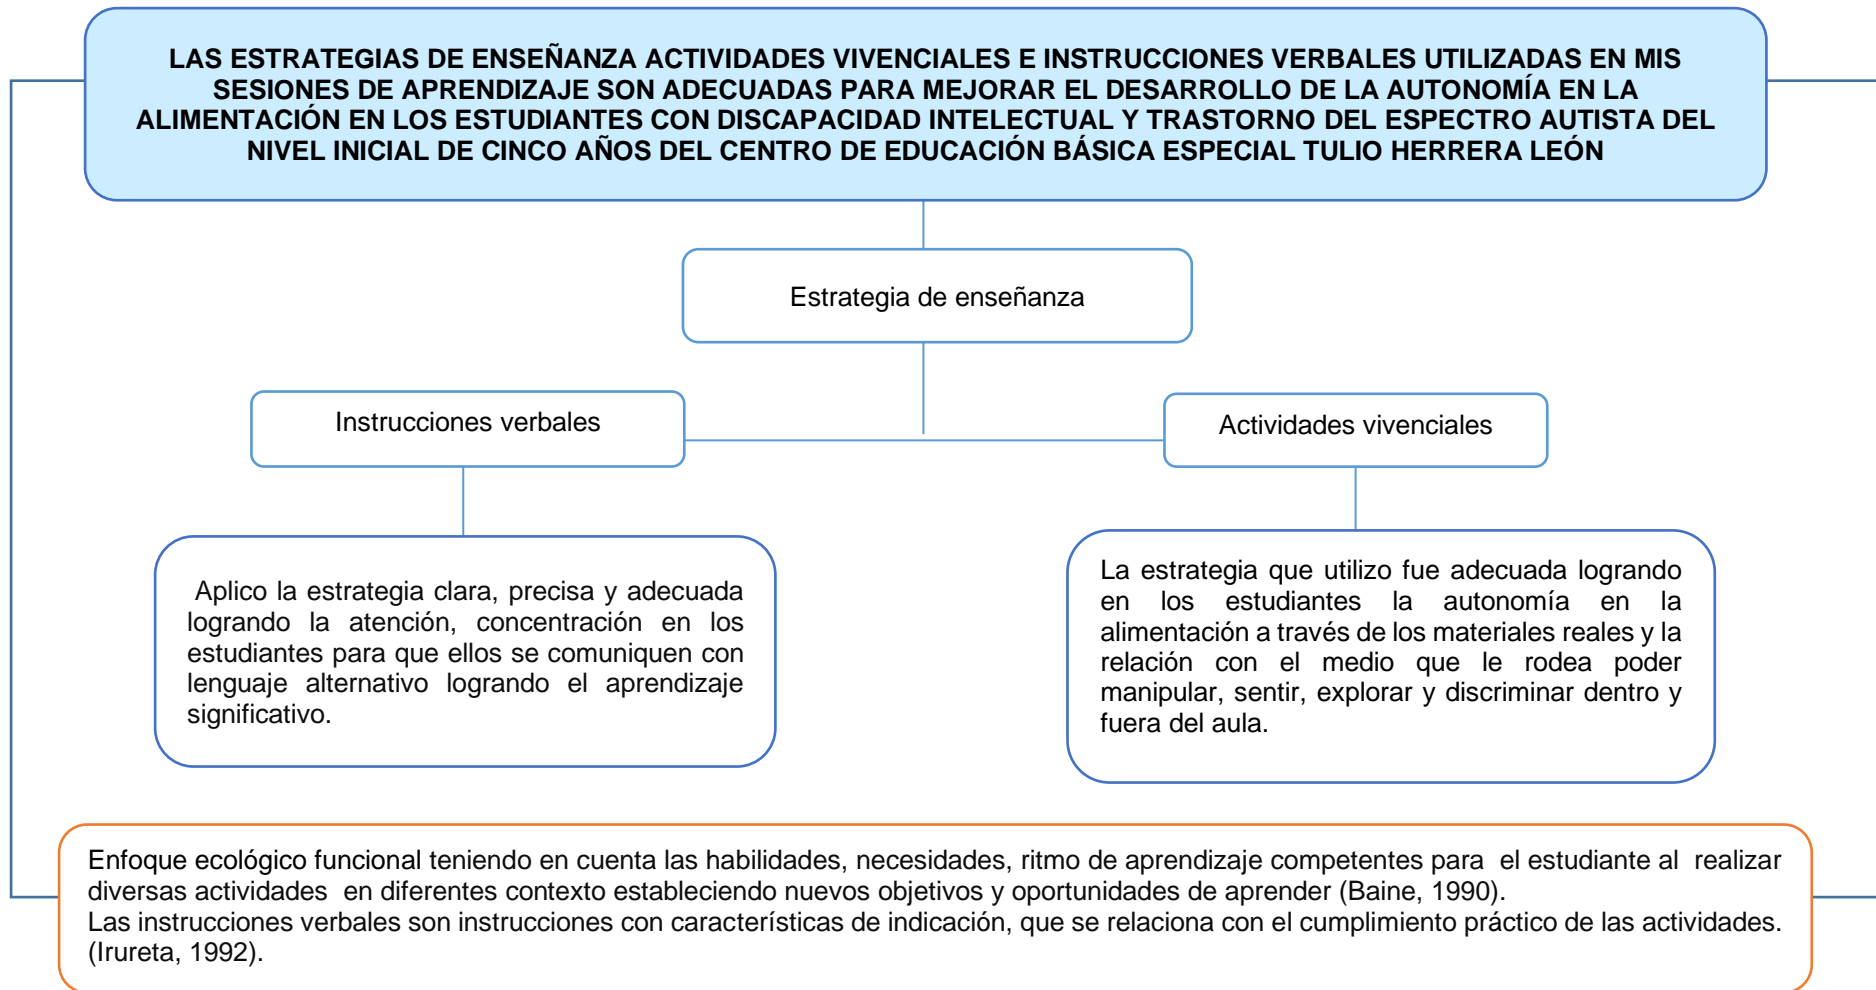 LAS ESTRATEGIAS DE ENSEÑANZA ACTIVIDADES VIVENCIALES E INSTRUCCIONES VERBALES UTILIZADAS EN MIS
SESIONES DE APRENDIZAJE SON ADECUADAS PARA MEJORAR EL DESARROLLO DE LA AUTONOMÍA EN LA
ALIMENTACIÓN EN LOS ESTUDIANTES CON DISCAPACIDAD INTELECTUAL Y TRASTORNO DEL ESPECTRO AUTISTA DEL
NIVEL INICIAL DE CINCO AÑOS DEL CENTRO DE EDUCACIÓN BÁSICA ESPECIAL TULIO HERRERA LEÓN
Estrategia de enseñanza
Instrucciones verbales
Actividades vivenciales
Aplico la estrategia clara, precisa y adecuada
logrando la atención, concentración en los
estudiantes para que ellos se comuniquen con
lenguaje alternativo logrando el aprendizaje
significativo.
La estrategia que utilizo fue adecuada logrando
en los estudiantes la autonomía en la
alimentación a través de los materiales reales y la
relación con el medio que le rodea poder
manipular, sentir, explorar y discriminar dentro y
fuera del aula.
Enfoque ecológico funcional teniendo en cuenta las habilidades, necesidades, ritmo de aprendizaje competentes para el estudiante al realizar
diversas actividades en diferentes contexto estableciendo nuevos objetivos y oportunidades de aprender (Baine, 1990).
Las instrucciones verbales son instrucciones con características de indicación, que se relaciona con el cumplimiento práctico de las actividades.
(Irureta, 1992).